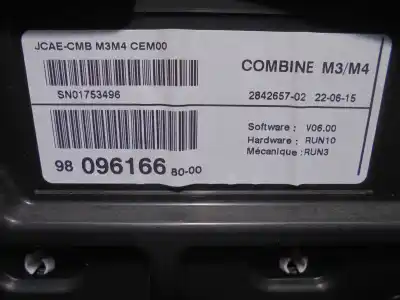 JCAE-CMB M3M4 CEM00
COMBINE M3/M4
SN01753496
2842657-02 22-06-15
Software : V06.00
Hardware : RUN10
Mécanique : RUN3
98 096166 80-00